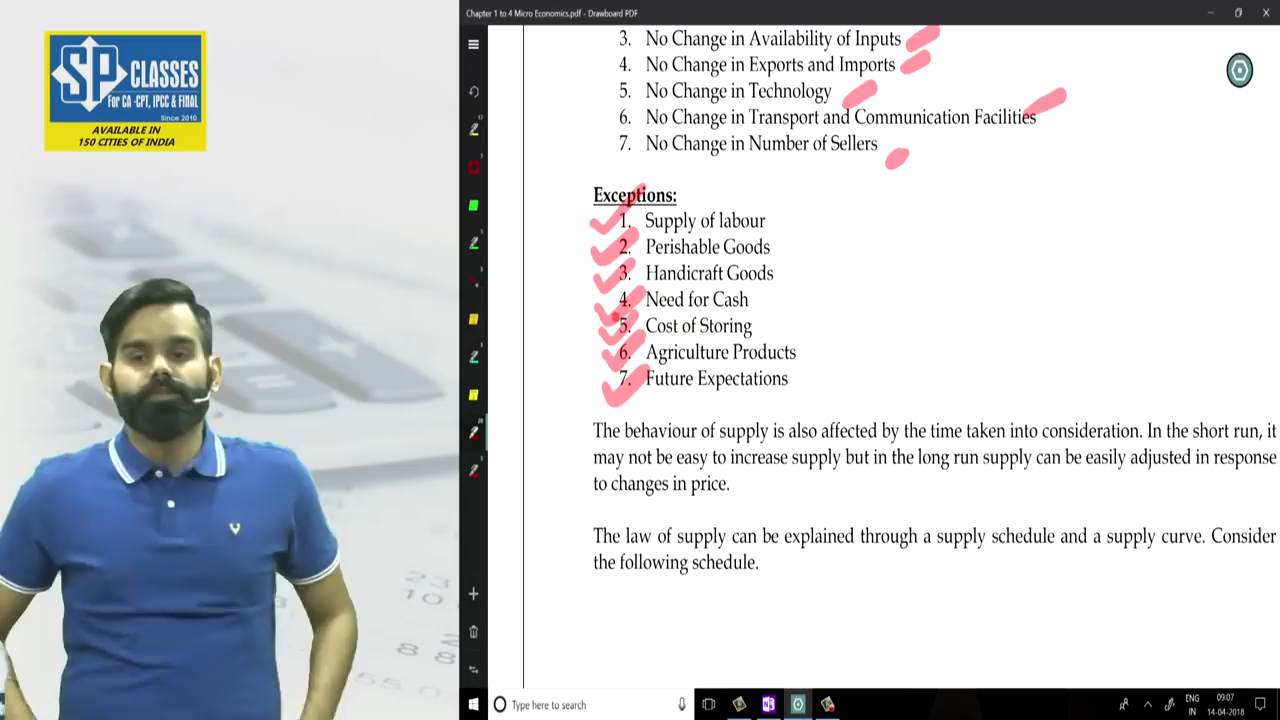 Chapter 1 to 4 Micro Economics.pdf - Drawboard PDF
SP CLASSES
For CA -CPT, IPCC & FINAL
Since 2010
AVAILABLE IN
150 CITIES OF INDIA
3. No Change in Availability of Inputs
4. No Change in Exports and Imports
5. No Change in Technology
6. No Change in Transport and Communication Facilities
7. No Change in Number of Sellers
Exceptions:
1. Supply of labour
2. Perishable Goods
3. Handicraft Goods
4. Need for Cash
5. Cost of Storing
6. Agriculture Products
7. Future Expectations
The behaviour of supply is also affected by the time taken into consideration. In the short run, it
may not be easy to increase supply but in the long run supply can be easily adjusted in response
to changes in price.
The law of supply can be explained through a supply schedule and a supply curve. Consider
the following schedule.
Type here to search
ENG
IN
09:07
14-04-2018